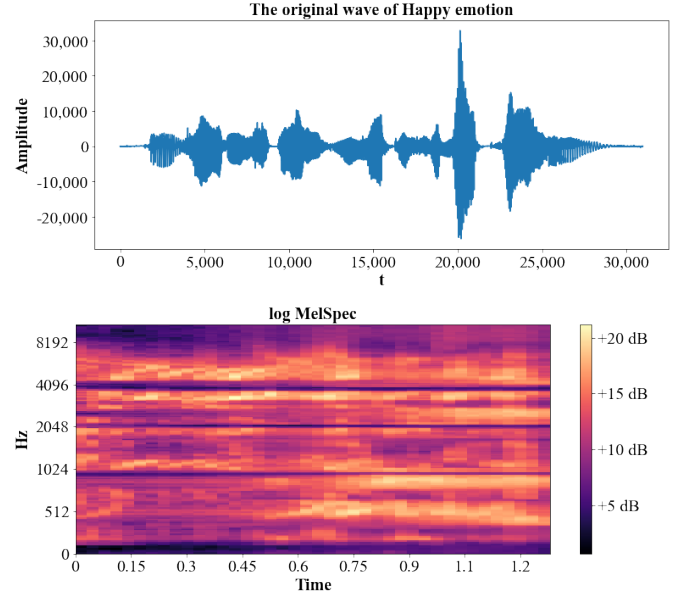 The original wave of Happy emotion
30,000
20,000
10,000
0
-10,000
-20,000
Amplitude
0 5,000 10,000 15,000 20,000 25,000 30,000
t
log MelSpec
8192
4096
2048
1024
512
0
Hz
0 0.15 0.3 0.45 0.6 0.75 0.9 1.1 1.2
Time
+20 dB
+15 dB
+10 dB
+5 dB